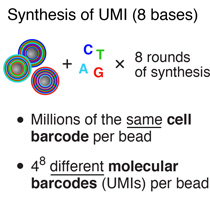 Synthesis of UMI (8 bases)
+ C T A G × 8 rounds
of synthesis
• Millions of the same cell
barcode per bead
• 4⁸ different molecular
barcodes (UMIs) per bead